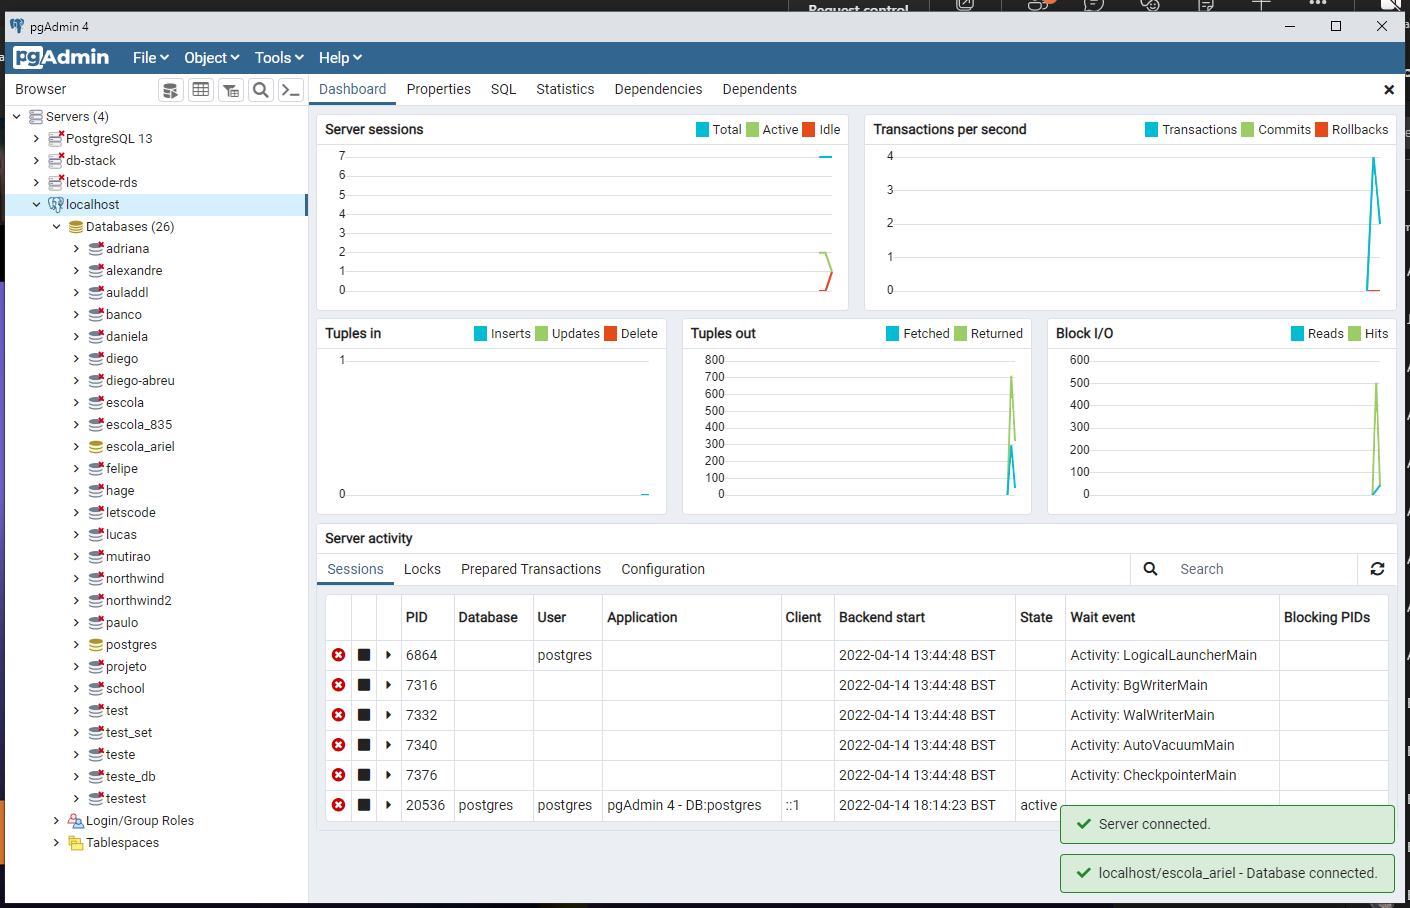 Request control
pgAdmin 4
pgAdmin File Object Tools Help
Browser
Dashboard Properties SQL Statistics Dependencies Dependents
Servers (4)
PostgreSQL 13
db-stack
letscode-rds
localhost
Databases (26)
adriana
alexandre
auladdl
banco
daniela
diego
diego-abreu
escola
escola_835
escola_ariel
felipe
hage
letscode
lucas
mutirao
northwind
northwind2
paulo
postgres
projeto
school
test
test_set
teste
teste_db
testest
Login/Group Roles
Tablespaces
Server sessions Total Active Idle
7
6
5
4
3
2
1
0
Transactions per second Transactions Commits Rollbacks
4
3
2
1
0
Tuples in Inserts Updates Delete
1
0
Tuples out Fetched Returned
800
700
600
500
400
300
200
100
0
Block I/O Reads Hits
600
500
400
300
200
100
0
Server activity
Sessions Locks Prepared Transactions Configuration Search
PID Database User Application Client Backend start State Wait event Blocking PIDs
6864 postgres 2022-04-14 13:44:48 BST Activity: LogicalLauncherMain
7316 2022-04-14 13:44:48 BST Activity: BgWriterMain
7332 2022-04-14 13:44:48 BST Activity: WalWriterMain
7340 2022-04-14 13:44:48 BST Activity: AutoVacuumMain
7376 2022-04-14 13:44:48 BST Activity: CheckpointerMain
20536 postgres postgres pgAdmin 4 - DB:postgres ::1 2022-04-14 18:14:23 BST active
Server connected.
localhost/escola_ariel - Database connected.